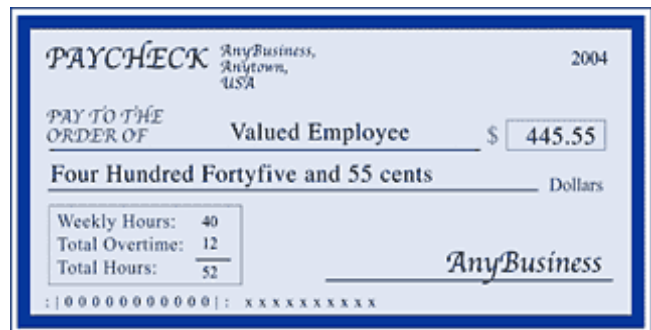 PAYCHECK AnyBusiness,
Anytown,
USA
2004
PAY TO THE
ORDER OF Valued Employee $ 445.55
Four Hundred Fortyfive and 55 cents Dollars
Weekly Hours: 40
Total Overtime: 12
Total Hours: 52
AnyBusiness
:|00000000000|: xxxxxxxxxx